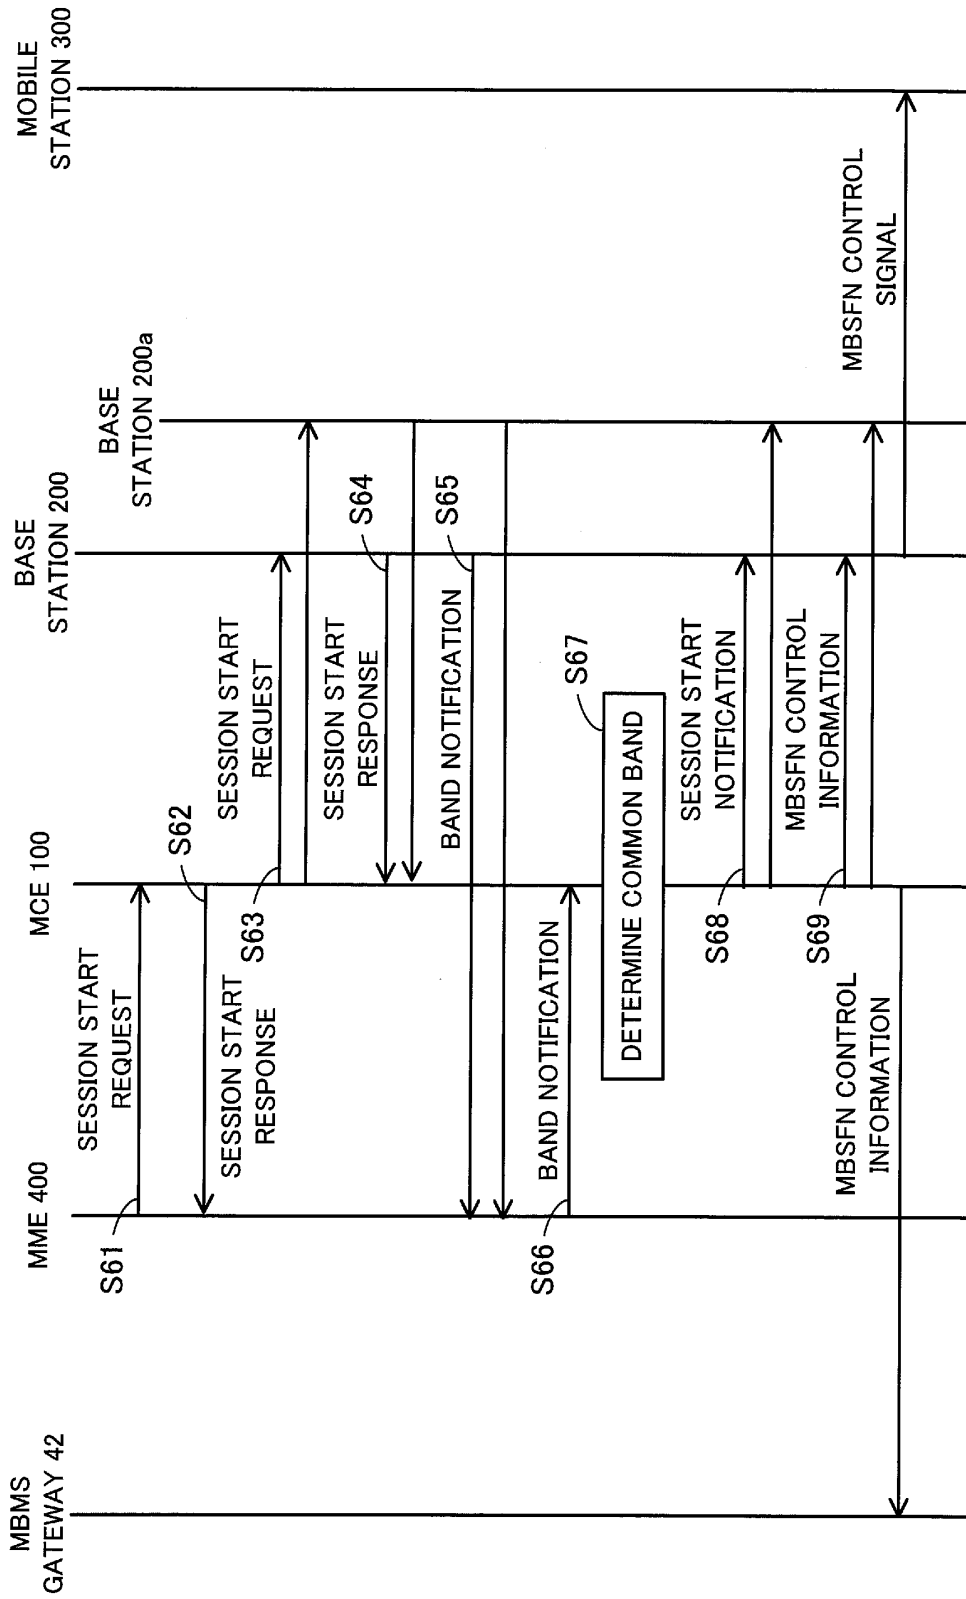 MBMS
GATEWAY 42
MME 400
MCE 100
BASE
STATION 200
BASE
STATION 200a
MOBILE
STATION 300
S61
SESSION START
REQUEST
S62
SESSION START
RESPONSE
S63
SESSION START
REQUEST
SESSION START
RESPONSE
S64
BAND NOTIFICATION
S65
S66
BAND NOTIFICATION
S67
DETERMINE COMMON BAND
S68
SESSION START
NOTIFICATION
S69
MBSFN CONTROL
INFORMATION
MBSFN CONTROL
INFORMATION
MBSFN CONTROL
SIGNAL